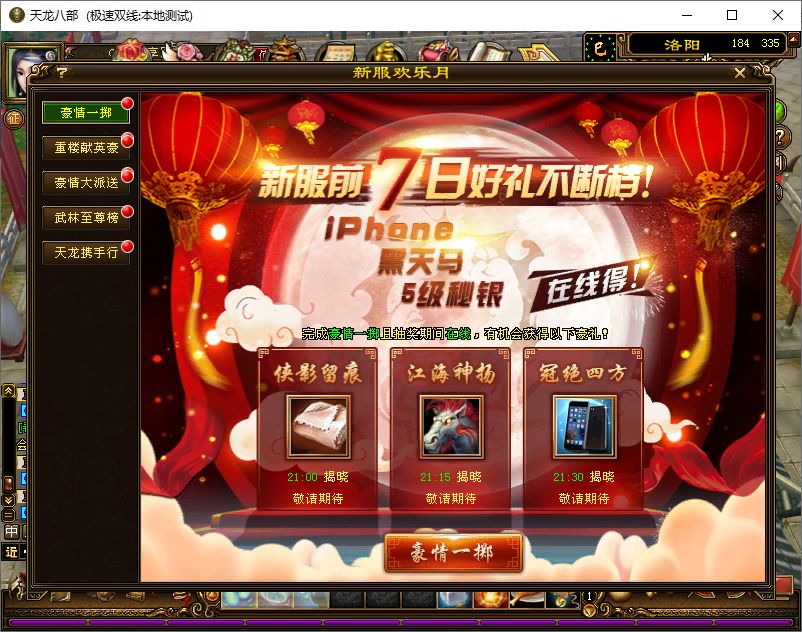 天龙八部 (极速双线:本地测试)
洛阳 184 335
? 新服欢乐月
豪情一掷
重楼献英豪
豪情大派送
武林至尊榜
天龙携手行
新服前7日好礼不断档!
iPhone
黑天马
5级秘银
在线得!
完成豪情一掷且抽奖期间在线，有机会获得以下豪礼!
侠影留痕
江海神扬
冠绝四方
21:00 揭晓
21:15 揭晓
21:30 揭晓
敬请期待
敬请期待
敬请期待
豪情一掷
证
申
近
1